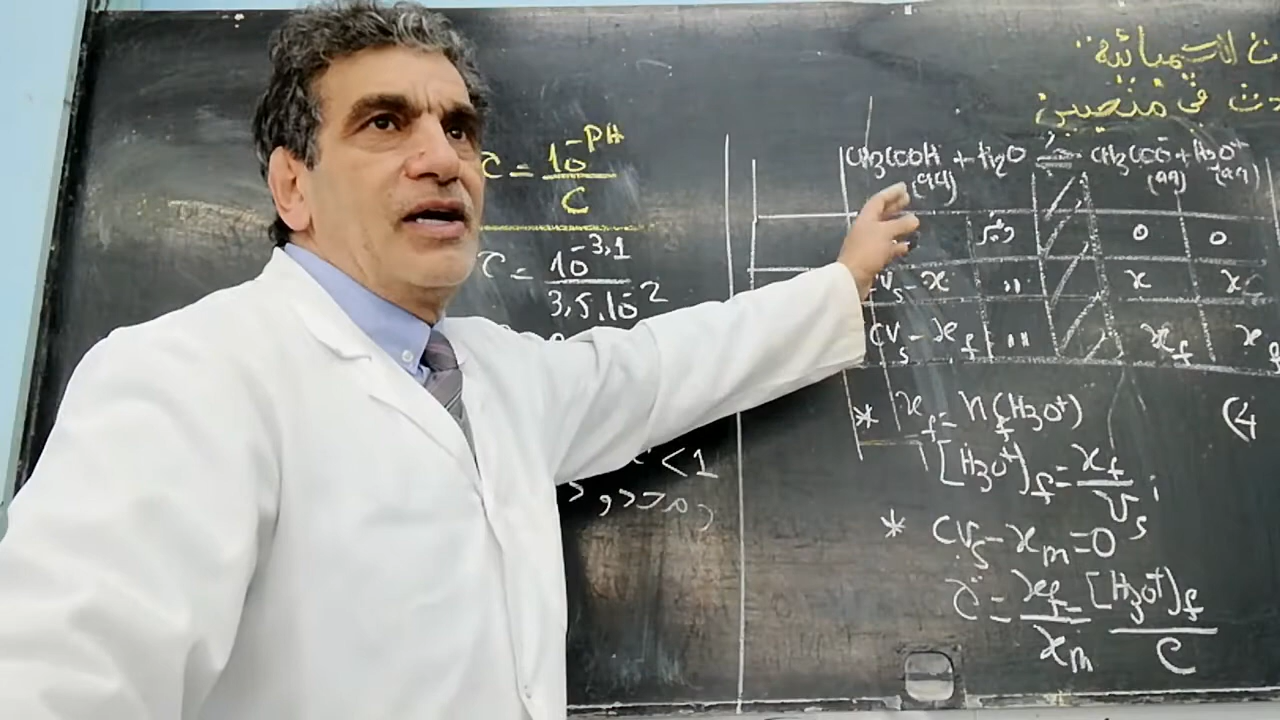 ن الكيميائية
في منحيين
τ = 10^-PH / C
τ = 10^-3,1 / 3,5.10^2
CH3COOH + H2O ⇌ CH3COO^- + H3O^+
(aq) (aq) (aq)
0 0
CVs - x '' x x
CVs - xf '' xf xf
* xf = nf(H3O^+) (4
[H3O^+]f = xf / Vs
* CVs - xm = 0
τ = xf / xm = [H3O^+]f / C
< 1